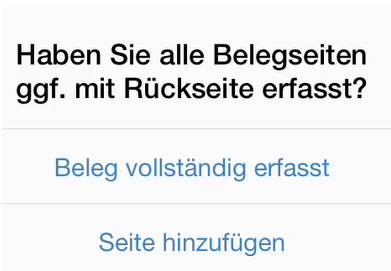 Haben Sie alle Belegseiten
ggf. mit Rückseite erfasst?
Beleg vollständig erfasst
Seite hinzufügen